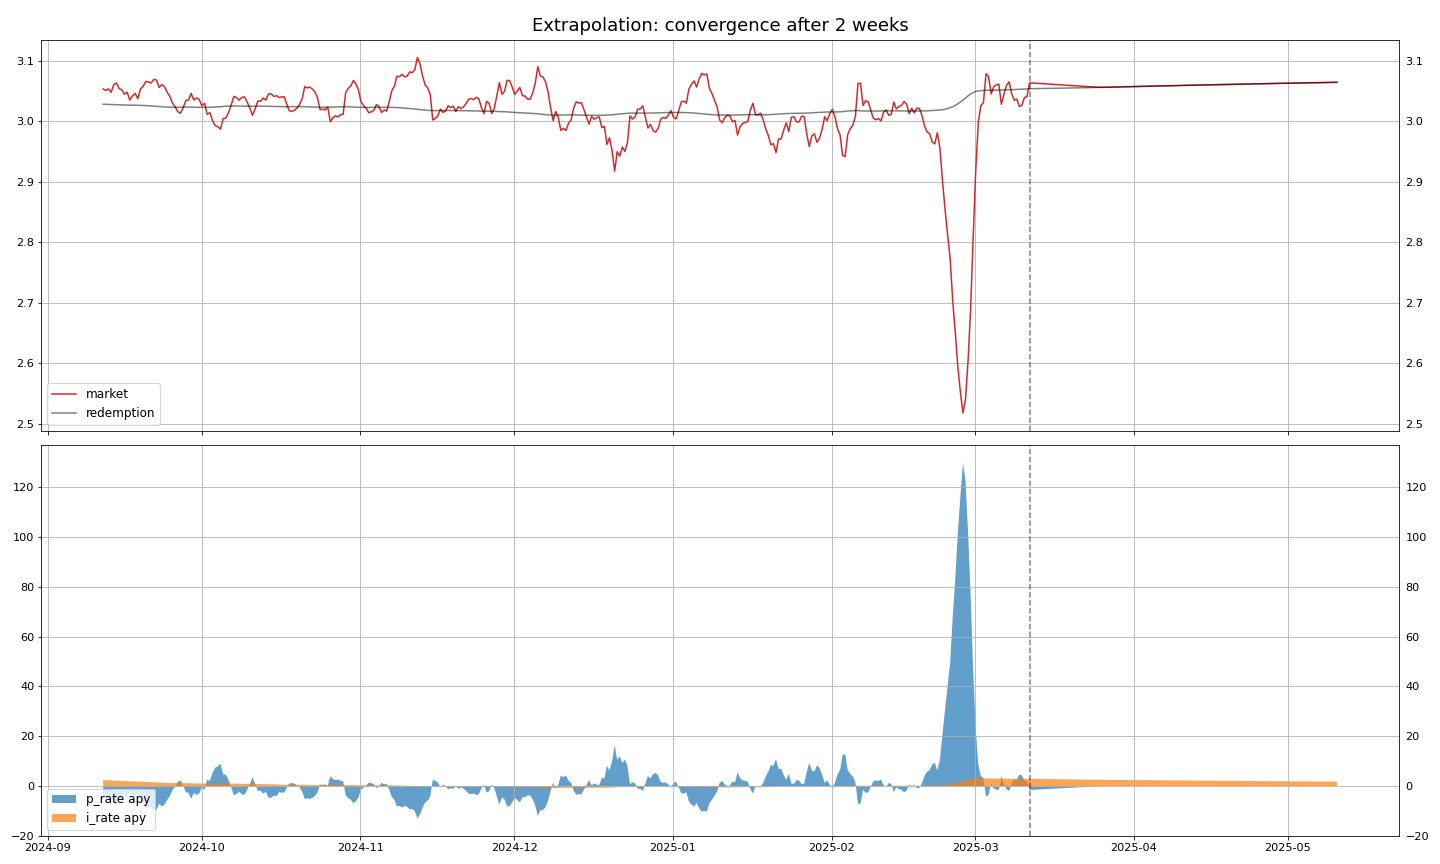 Extrapolation: convergence after 2 weeks
3.1 3.1
3.0 3.0
2.9 2.9
2.8 2.8
2.7 2.7
2.6 2.6
market
redemption
2.5 2.5
120 120
100 100
80 80
60 60
40 40
20 20
0 0
p_rate apy
i_rate apy
−20 −20
2024-09 2024-10 2024-11 2024-12 2025-01 2025-02 2025-03 2025-04 2025-05